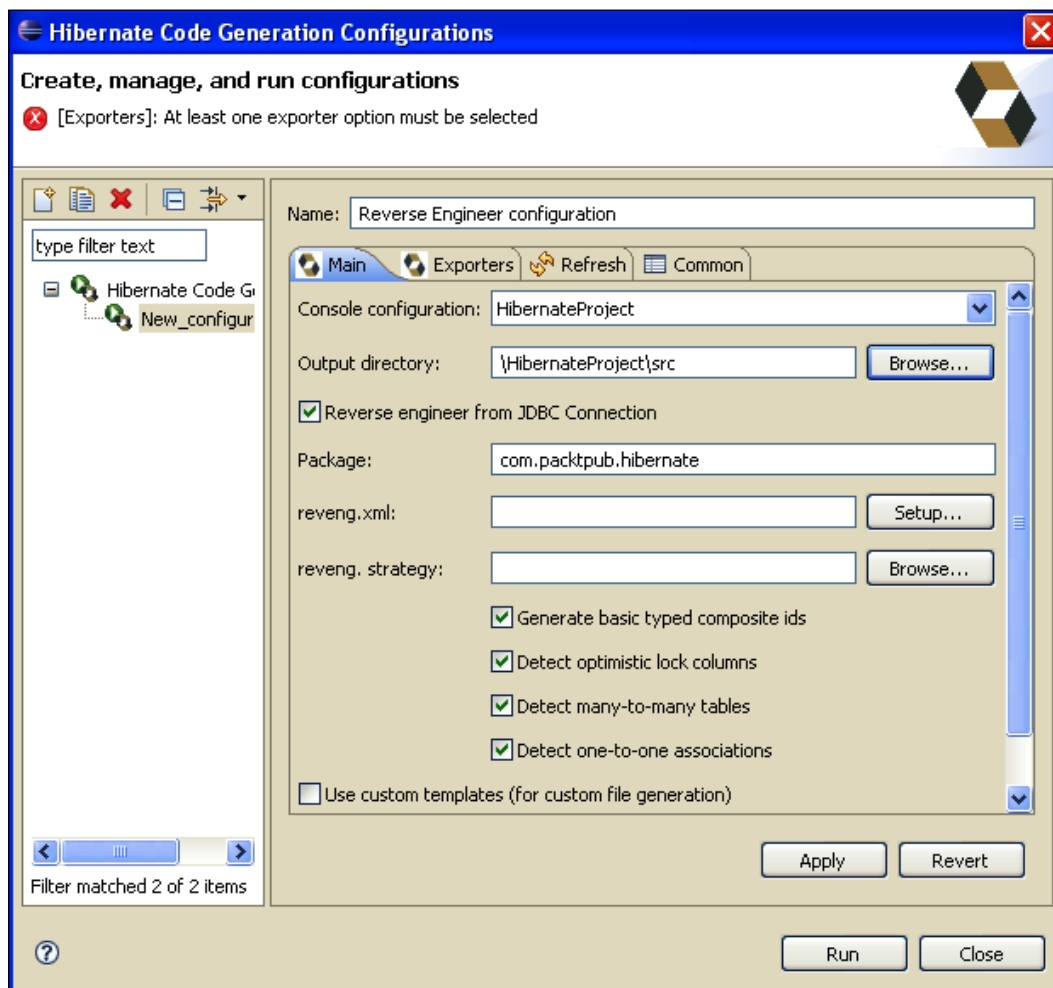 Hibernate Code Generation Configurations
Create, manage, and run configurations
[Exporters]: At least one exporter option must be selected
type filter text
Hibernate Code G
New_configur
Filter matched 2 of 2 items
Name: Reverse Engineer configuration
Main Exporters Refresh Common
Console configuration: HibernateProject
Output directory: \HibernateProject\src Browse...
Reverse engineer from JDBC Connection
Package: com.packtpub.hibernate
reveng.xml: Setup...
reveng. strategy: Browse...
Generate basic typed composite ids
Detect optimistic lock columns
Detect many-to-many tables
Detect one-to-one associations
Use custom templates (for custom file generation)
Apply Revert
Run Close